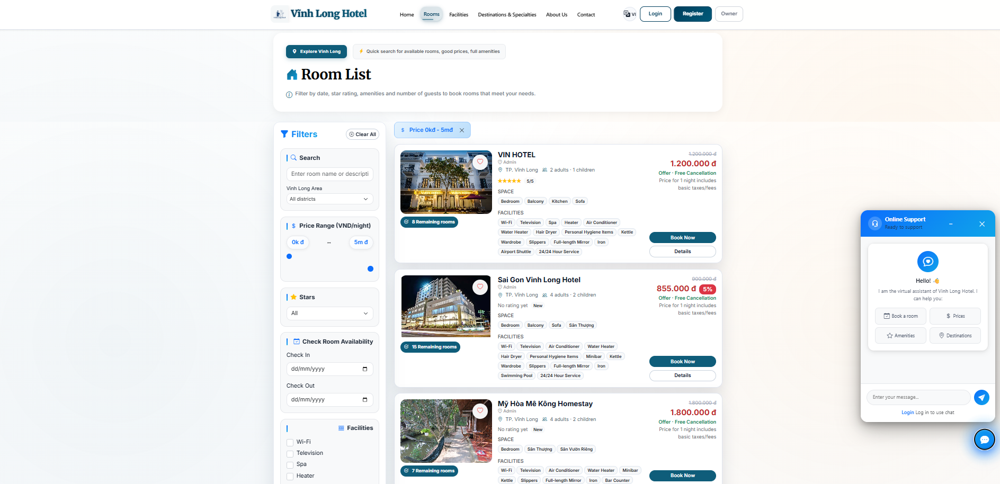 Vĩnh Long Hotel
Home
Rooms
Facilities
Destinations & Specialties
About Us
Contact
VI
Login
Register
Owner
Explore Vinh Long
Quick search for available rooms, good prices, full amenities
Room List
Filter by date, star rating, amenities and number of guests to book rooms that meet your needs.
Filters
Clear All
Search
Enter room name or descripti
Vinh Long Area
All districts
$ Price Range (VND/night)
0k đ
↔
5m đ
Stars
All
Check Room Availability
Check In
dd/mm/yyyy
Check Out
dd/mm/yyyy
Facilities
Wi-Fi
Television
Spa
Heater
$ Price 0kđ - 5mđ
VIN HOTEL
Admin
TP. Vĩnh Long 2 adults · 1 children
5/5
SPACE
Bedroom Balcony Kitchen Sofa
FACILITIES
Wi-Fi Television Spa Heater Air Conditioner
Water Heater Hair Dryer Personal Hygiene Items Kettle
Wardrobe Slippers Full-length Mirror Iron
Airport Shuttle 24/24 Hour Service
8 Remaining rooms
1.200.000 đ
1.200.000 đ
Offer · Free Cancellation
Price for 1 night includes
basic taxes/fees
Book Now
Details
Sai Gon Vinh Long Hotel
Admin
TP. Vĩnh Long 4 adults · 2 children
No rating yet New
SPACE
Bedroom Balcony Sofa Sân Thượng
FACILITIES
Wi-Fi Television Air Conditioner Water Heater
Hair Dryer Personal Hygiene Items Minibar Kettle
Wardrobe Slippers Full-length Mirror Iron
Swimming Pool 24/24 Hour Service
15 Remaining rooms
900.000 đ
855.000 đ 5%
Offer · Free Cancellation
Price for 1 night includes
basic taxes/fees
Book Now
Details
Mỹ Hòa Mê Kông Homestay
Admin
TP. Vĩnh Long 4 adults · 2 children
No rating yet New
SPACE
Bedroom Sân Thượng Sân Vườn Riêng
FACILITIES
Wi-Fi Television Air Conditioner Water Heater Minibar
Kettle Slippers Full-length Mirror Iron Bar Counter
7 Remaining rooms
1.800.000 đ
1.800.000 đ
Offer · Free Cancellation
Price for 1 night includes
basic taxes/fees
Book Now
Online Support
Ready to support
Hello!
I am the virtual assistant of Vinh Long Hotel. I
can help you:
Book a room
$ Prices
Amenities
Destinations
Enter your message...
Login Log in to use chat